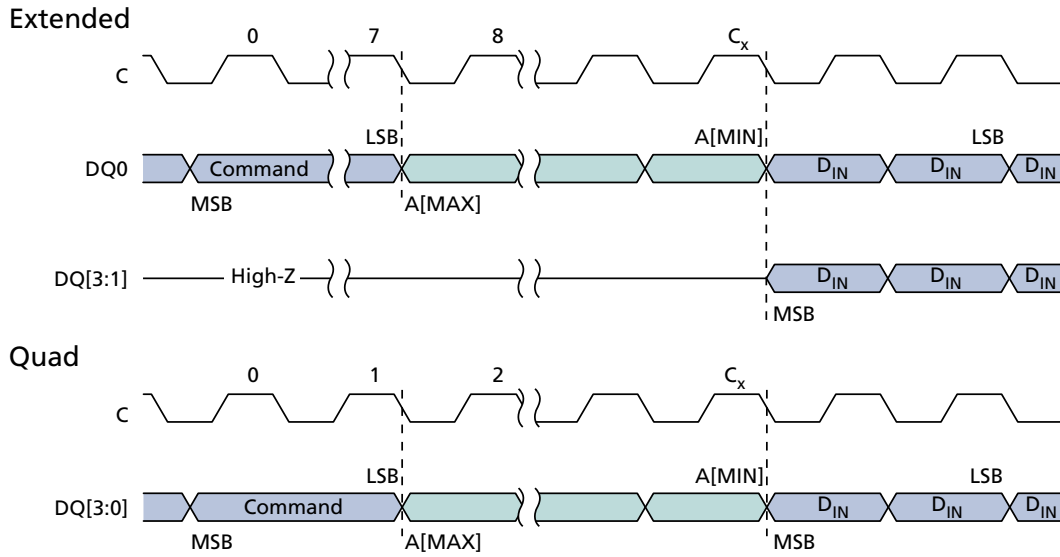 Extended
0 7 8 Cx
C
LSB A[MIN] LSB
DQ0 Command DIN DIN DIN
MSB A[MAX]
DQ[3:1] High-Z DIN DIN DIN
MSB
Quad
0 1 2 Cx
C
LSB A[MIN] LSB
DQ[3:0] Command DIN DIN DIN
MSB A[MAX] MSB